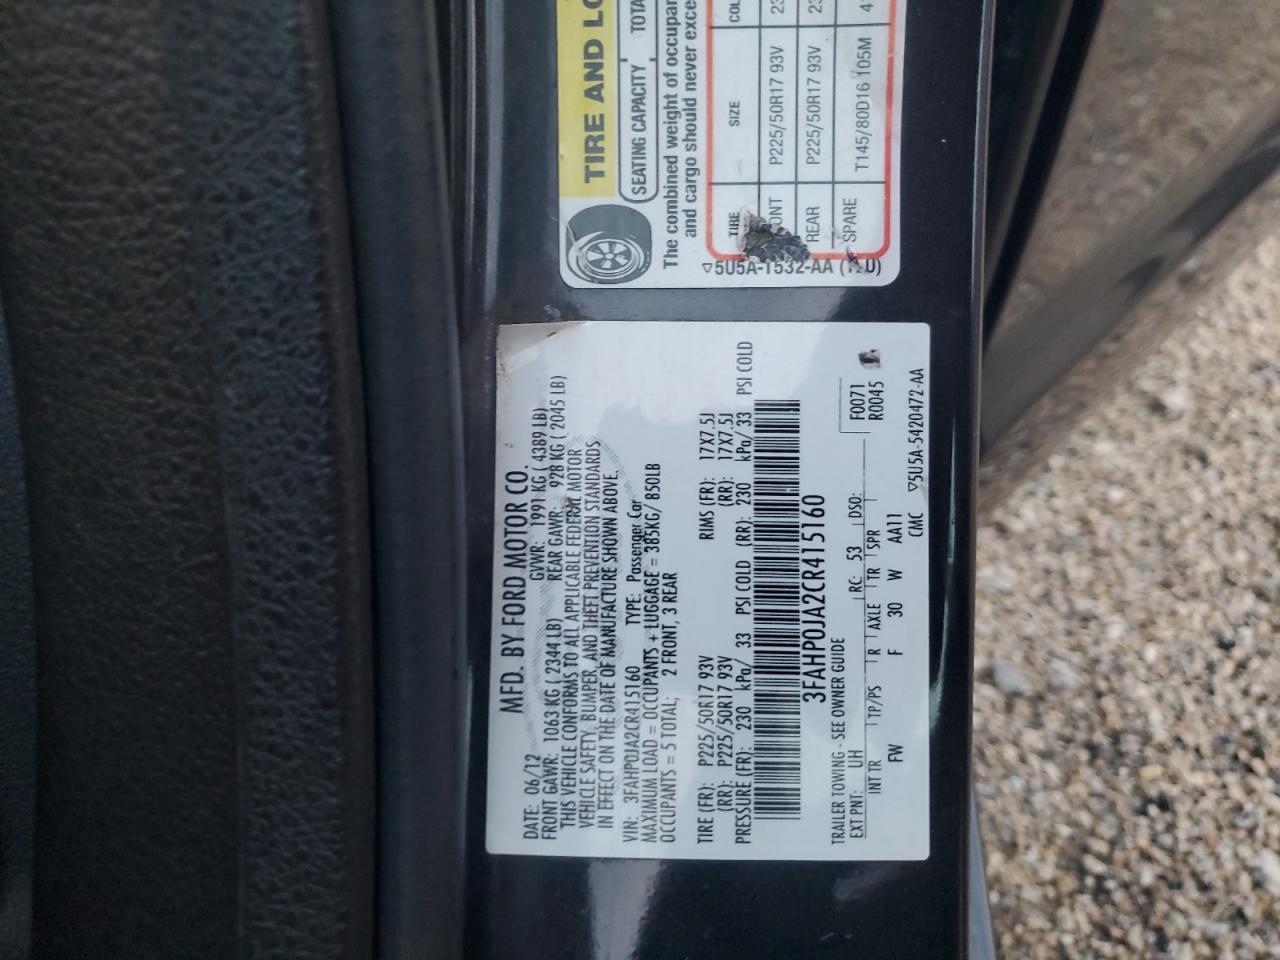 TIRE AND LO
SEATING CAPACITY TOTA
The combined weight of occupan
and cargo should never exce
TIRE SIZE COL
ONT P225/50R17 93V 23
REAR P225/50R17 93V 23
SPARE T145/80D16 105M 4
5U5A-1532-AA
MFD. BY FORD MOTOR CO.
DATE: 06/12 GVWR: 1991 KG ( 4389 LB)
FRONT GAWR: 1063 KG ( 2344 LB) REAR GAWR: 928 KG ( 2045 LB)
THIS VEHICLE CONFORMS TO ALL APPLICABLE FEDERAL MOTOR
VEHICLE SAFETY, BUMPER, AND THEFT PREVENTION STANDARDS
IN EFFECT ON THE DATE OF MANUFACTURE SHOWN ABOVE.
VIN: 3FAHP0JA2CR415160 TYPE: Passenger Car
MAXIMUM LOAD = OCCUPANTS + LUGGAGE = 385KG/ 850LB
OCCUPANTS = 5 TOTAL; 2 FRONT, 3 REAR
TIRE (FR): P225/50R17 93V RIMS (FR): 17X7.5J
(RR): P225/50R17 93V (RR): 17X7.5J
PRESSURE (FR): 230 kPa/ 33 PSI COLD (RR): 230 kPa/ 33 PSI COLD
3FAHP0JA2CR415160
TRAILER TOWING - SEE OWNER GUIDE
EXT PNT: UH RC: 53 DSO: F0071
INT TR TP/PS R AXLE TR SPR R0045
FW F 30 W AA11
CMC 5U5A-5420472-AA